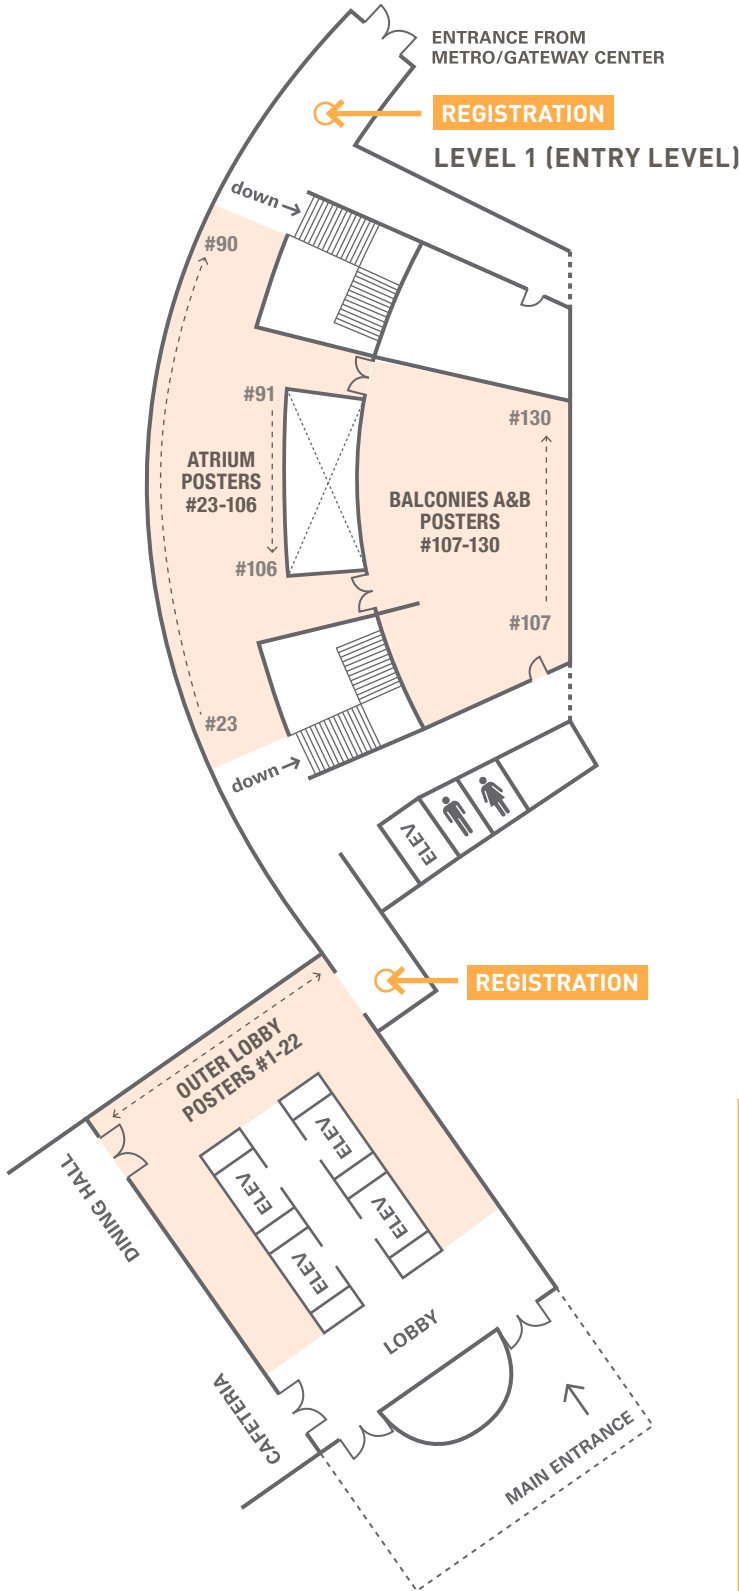 ENTRANCE FROM
METRO/GATEWAY CENTER
REGISTRATION
LEVEL 1 (ENTRY LEVEL)
down
#90
#91
#130
ATRIUM
POSTERS
#23-106
BALCONIES A&B
POSTERS
#107-130
#106
#107
#23
down
ELEV
REGISTRATION
OUTER LOBBY
POSTERS #1-22
ELEV
ELEV
ELEV
ELEV
DINING HALL
LOBBY
CAFETERIA
MAIN ENTRANCE